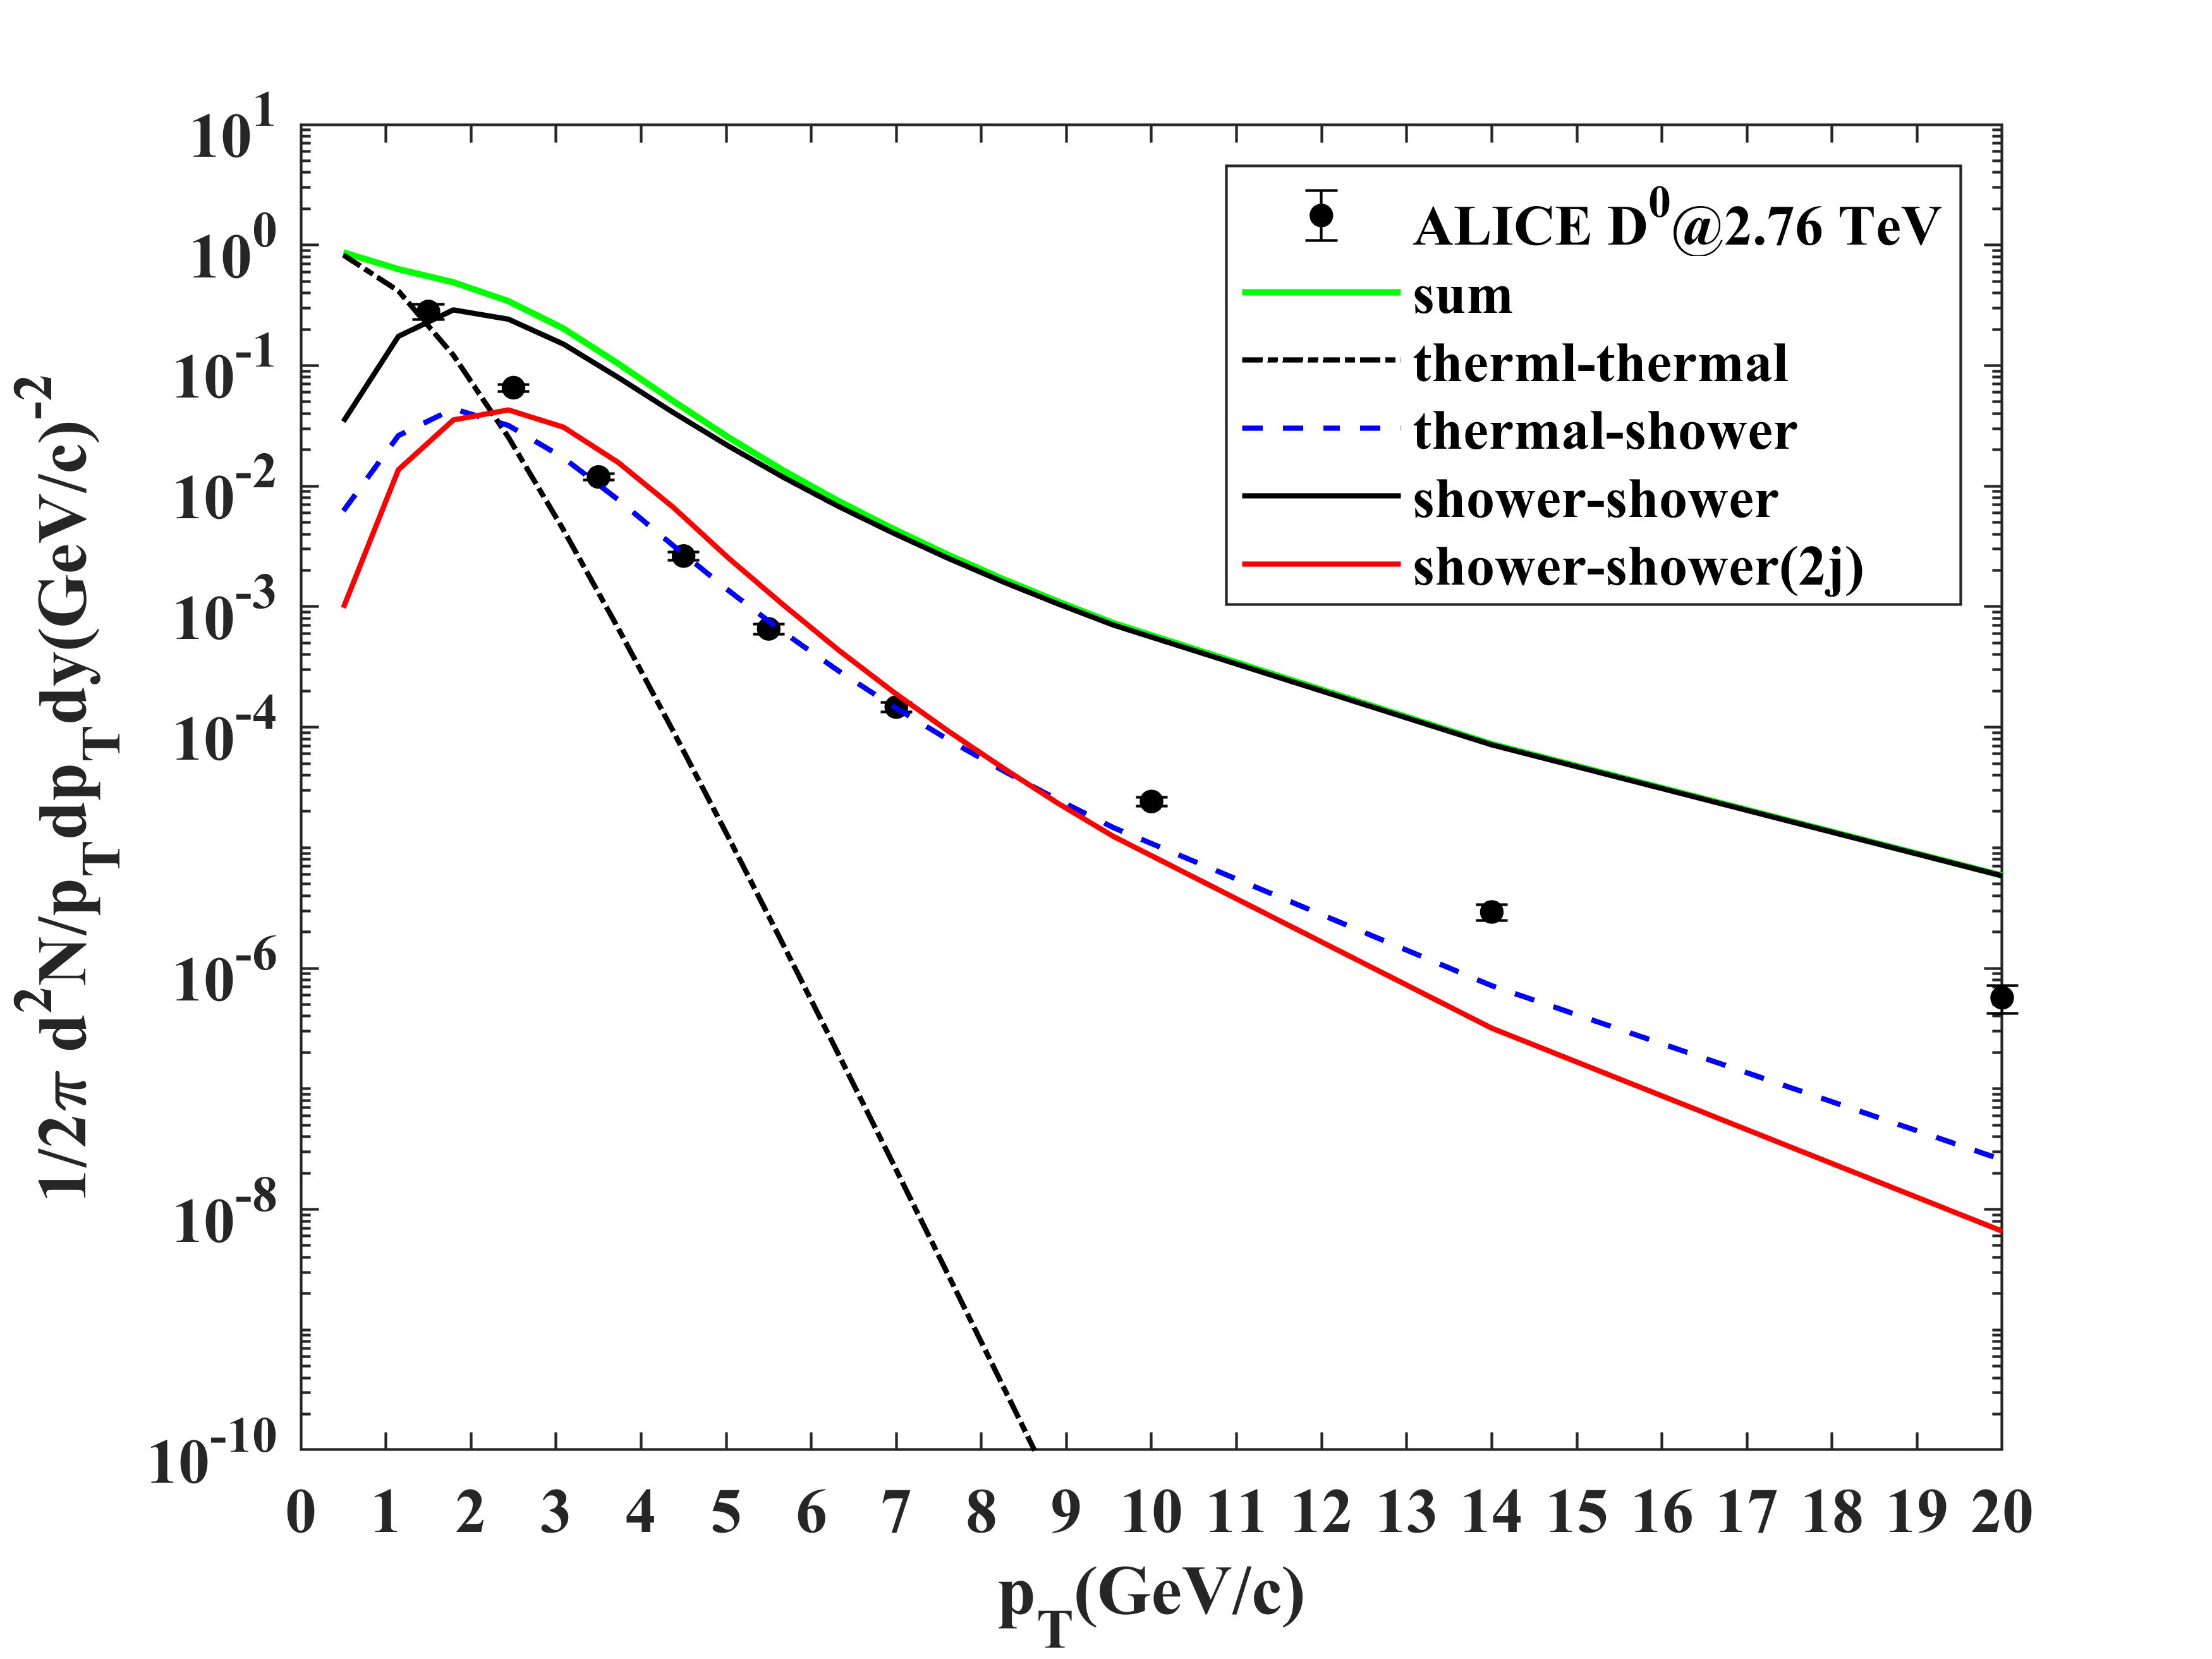 10^1
10^0
10^-1
10^-2
10^-3
10^-4
10^-6
10^-8
10^-10
1/2π d^2N/p_Tdp_Tdy(GeV/c)^-2
ALICE D^0@2.76 TeV
sum
therml-thermal
thermal-shower
shower-shower
shower-shower(2j)
0 1 2 3 4 5 6 7 8 9 10 11 12 13 14 15 16 17 18 19 20
p_T(GeV/c)